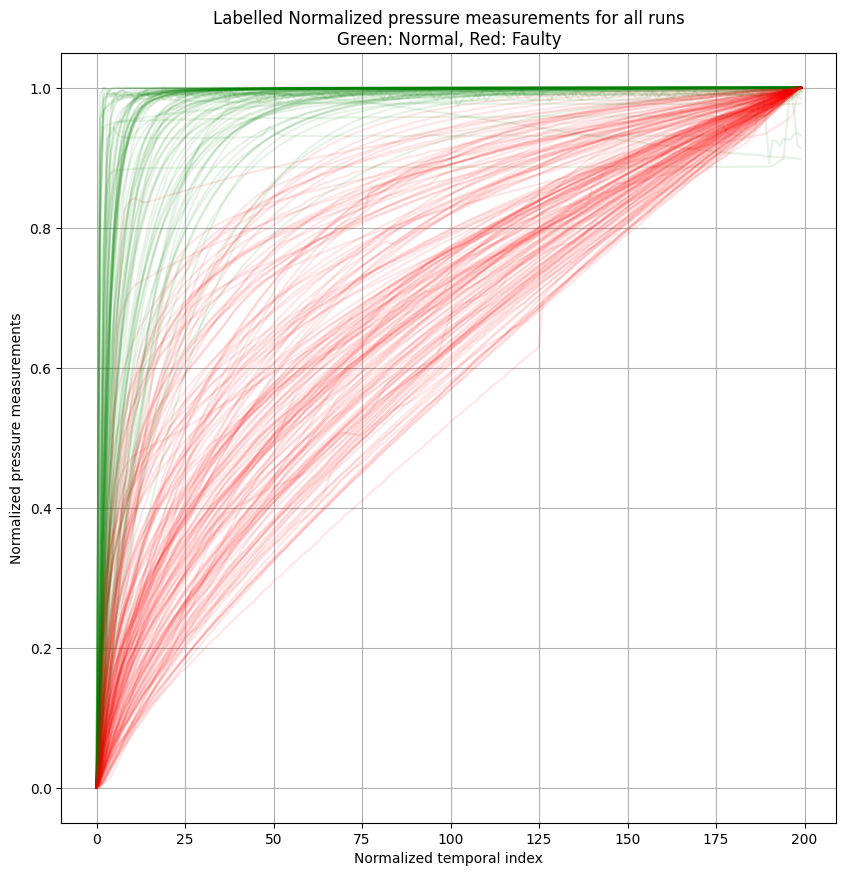 Labelled Normalized pressure measurements for all runs
Green: Normal, Red: Faulty
1.0
0.8
0.6
0.4
0.2
0.0
Normalized pressure measurements
0 25 50 75 100 125 150 175 200
Normalized temporal index